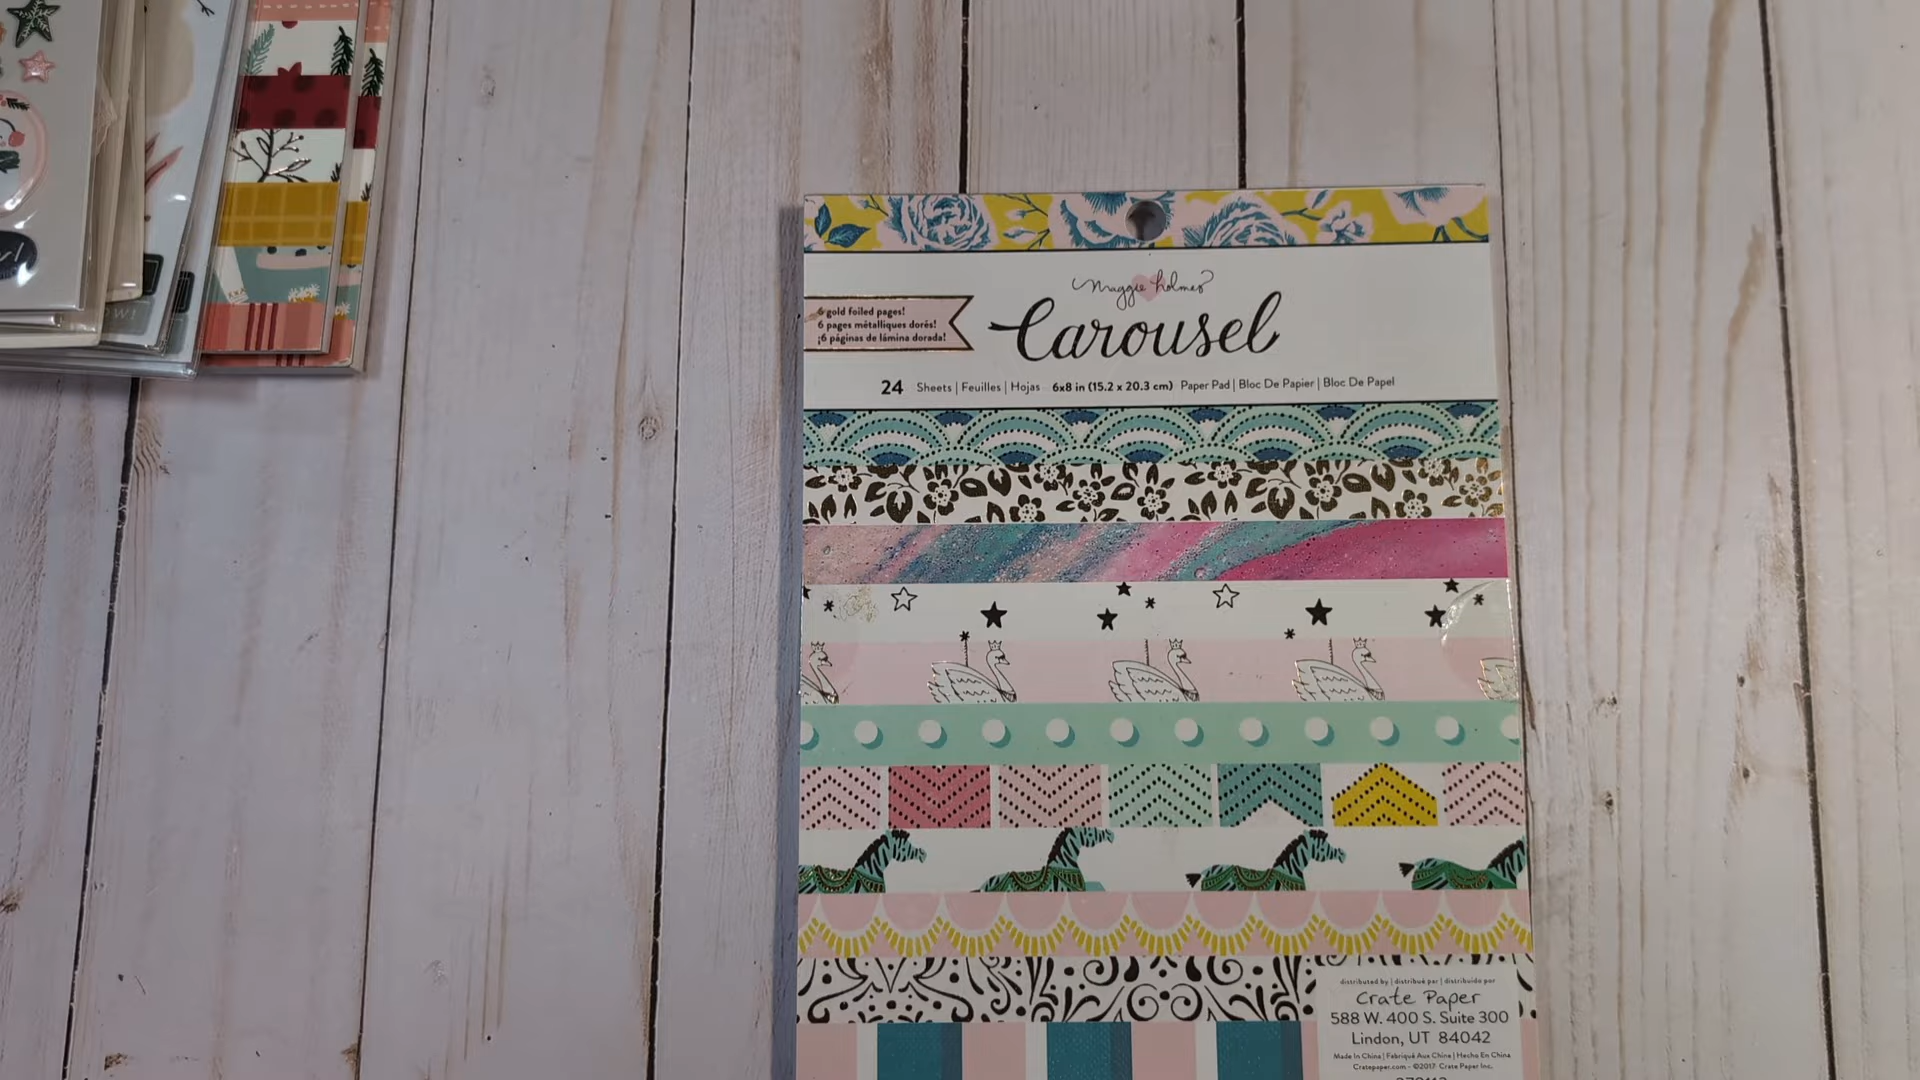 maggie holmes
Carousel
6 gold foiled pages!
6 pages métalliques dorés!
¡6 páginas de lámina dorada!
24 Sheets | Feuilles | Hojas 6x8 in (15.2 x 20.3 cm) Paper Pad | Bloc De Papier | Bloc De Papel
distributed by | distribué par | distribuido por
Crate Paper
588 W. 400 S. Suite 300
Lindon, UT 84042
Made In China | Fabriqué Aux Chine | Hecho En China
Cratepaper.com - ©2017 Crate Paper Inc.